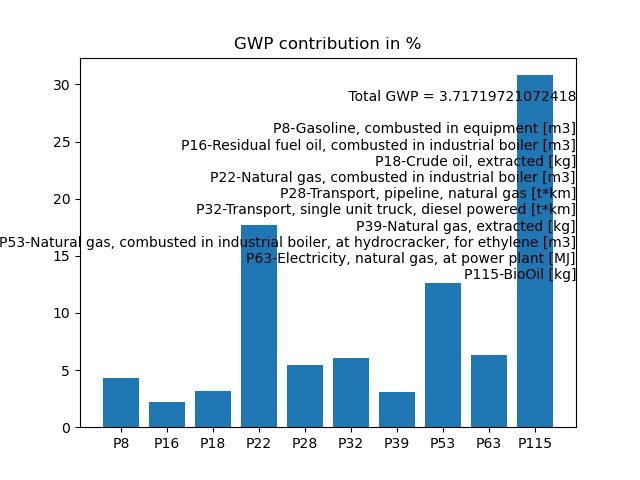 GWP contribution in %
30
25
20
15
10
5
0
Total GWP = 3.71719721072418
P8-Gasoline, combusted in equipment [m3]
P16-Residual fuel oil, combusted in industrial boiler [m3]
P18-Crude oil, extracted [kg]
P22-Natural gas, combusted in industrial boiler [m3]
P28-Transport, pipeline, natural gas [t*km]
P32-Transport, single unit truck, diesel powered [t*km]
P39-Natural gas, extracted [kg]
P53-Natural gas, combusted in industrial boiler, at hydrocracker, for ethylene [m3]
P63-Electricity, natural gas, at power plant [MJ]
P115-BioOil [kg]
P8 P16 P18 P22 P28 P32 P39 P53 P63 P115